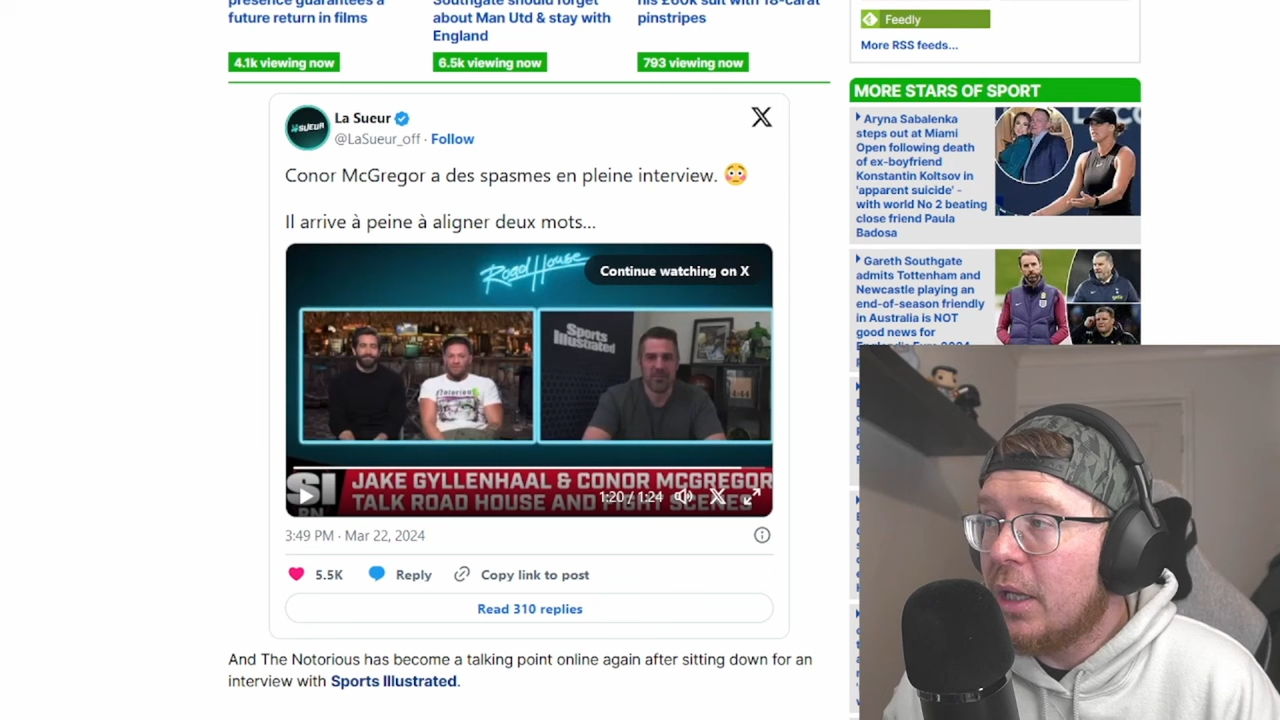 presence guarantees a
future return in films
4.1k viewing now
Southgate should forget
about Man Utd & stay with
England
6.5k viewing now
his £60k suit with 18-carat
pinstripes
793 viewing now
La Sueur
@LaSueur_off · Follow
Conor McGregor a des spasmes en pleine interview. 😳
Il arrive à peine à aligner deux mots...
Road House
Continue watching on X
Sports
Illustrated
SI
JAKE GYLLENHAAL & CONOR MCGREGOR
TALK ROAD HOUSE AND FIGHT SCENES
1:20 / 1:24
3:49 PM · Mar 22, 2024
5.5K
Reply
Copy link to post
Read 310 replies
And The Notorious has become a talking point online again after sitting down for an
interview with Sports Illustrated.
Feedly
More RSS feeds...
MORE STARS OF SPORT
Aryna Sabalenka
steps out at Miami
Open following death
of ex-boyfriend
Konstantin Koltsov in
'apparent suicide' -
with world No 2 beating
close friend Paula
Badosa
Gareth Southgate
admits Tottenham and
Newcastle playing an
end-of-season friendly
in Australia is NOT
good news for